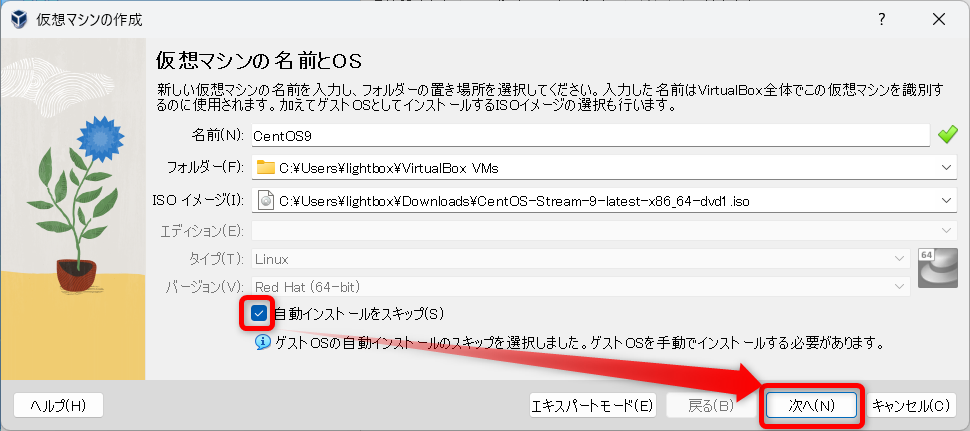 仮想マシンの作成
?
仮想マシンの名前とOS
新しい仮想マシンの名前を入力し、フォルダーの置き場所を選択してください。入力した名前はVirtualBox全体でこの仮想マシンを識別す
るのに使用されます。加えてゲストOSとしてインストールするISOイメージの選択も行います。
名前(N): CentOS9
フォルダー(F): C:¥Users¥lightbox¥VirtualBox VMs
ISO イメージ(I): C:¥Users¥lightbox¥Downloads¥CentOS-Stream-9-latest-x86_64-dvd1.iso
エディション(E):
タイプ(T): Linux
64
バージョン(V): Red Hat (64-bit)
自動インストールをスキップ(S)
ゲストOSの自動インストールのスキップを選択しました。ゲストOSを手動でインストールする必要があります。
ヘルプ(H) エキスパートモード(E) 戻る(B) 次へ(N) キャンセル(C)